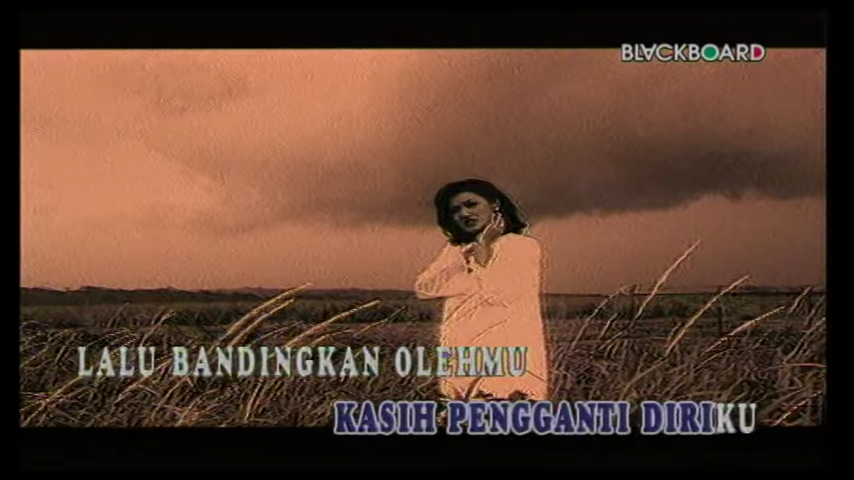 BLACKBOARD
LALU BANDINGKAN OLEHMU
KASIH PENGGANTI DIRIKU